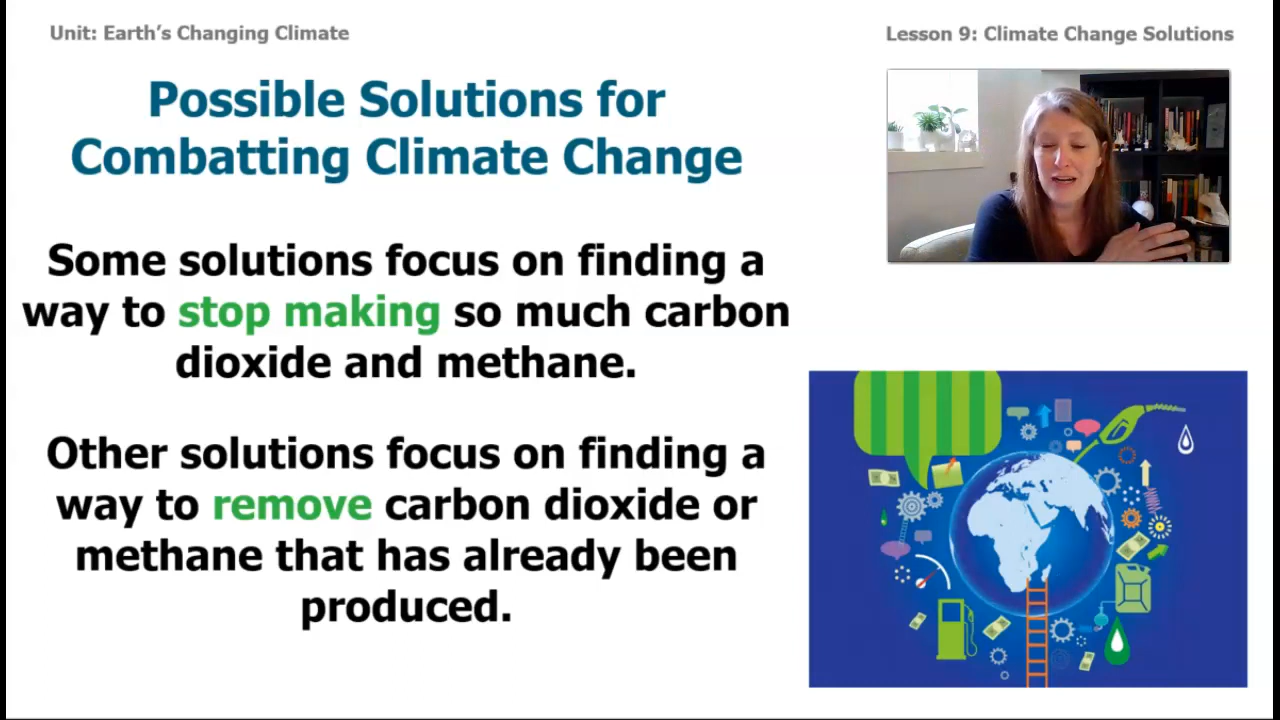 Unit: Earth's Changing Climate
Lesson 9: Climate Change Solutions
Possible Solutions for
Combatting Climate Change
Some solutions focus on finding a
way to stop making so much carbon
dioxide and methane.
Other solutions focus on finding a
way to remove carbon dioxide or
methane that has already been
produced.